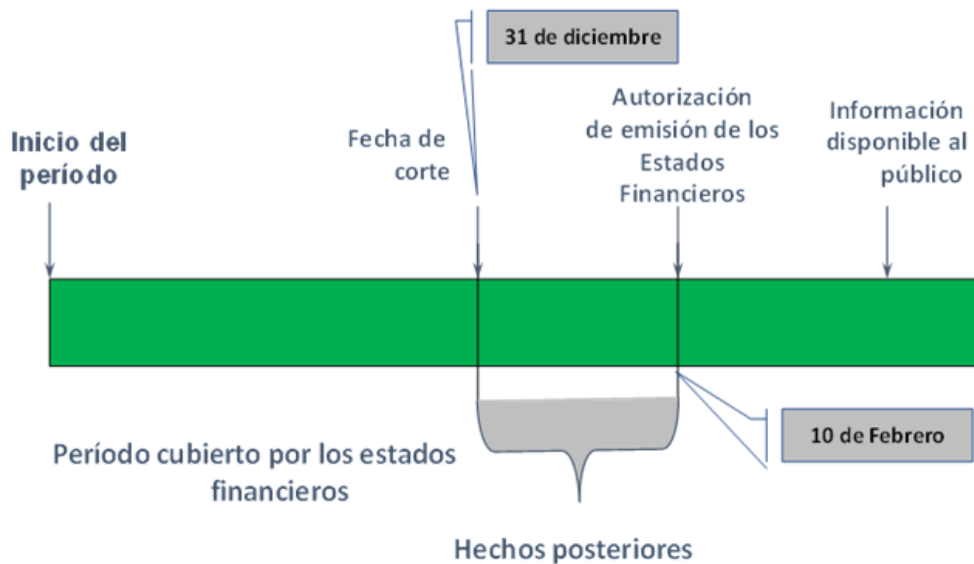 31 de diciembre
Inicio del
período
Fecha de
corte
Autorización
de emisión de los
Estados
Financieros
Información
disponible al
público
Período cubierto por los estados
financieros
10 de Febrero
Hechos posteriores